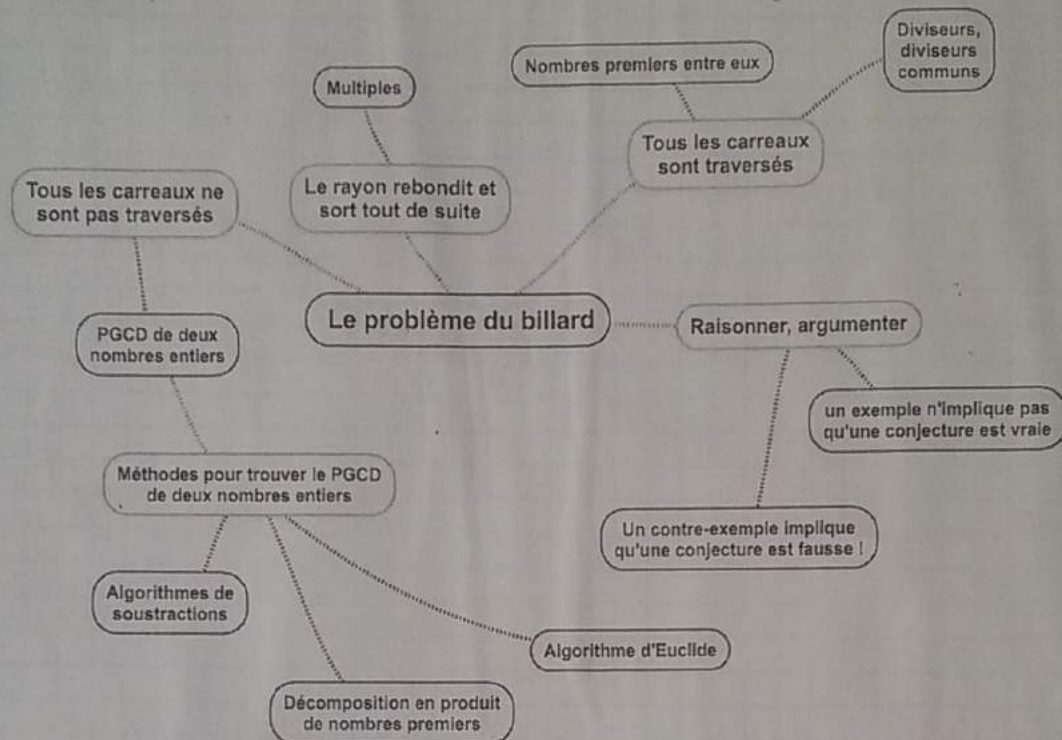 Diviseurs,
diviseurs
communs
Nombres premiers entre eux
Multiples
Tous les carreaux
sont traversés
Le rayon rebondit et
sort tout de suite
Tous les carreaux ne
sont pas traversés
Le problème du billard
Raisonner, argumenter
PGCD de deux
nombres entiers
un exemple n'implique pas
qu'une conjecture est vraie
Méthodes pour trouver le PGCD
de deux nombres entiers
Un contre-exemple implique
qu'une conjecture est fausse !
Algorithmes de
soustractions
Algorithme d'Euclide
Décomposition en produit
de nombres premiers